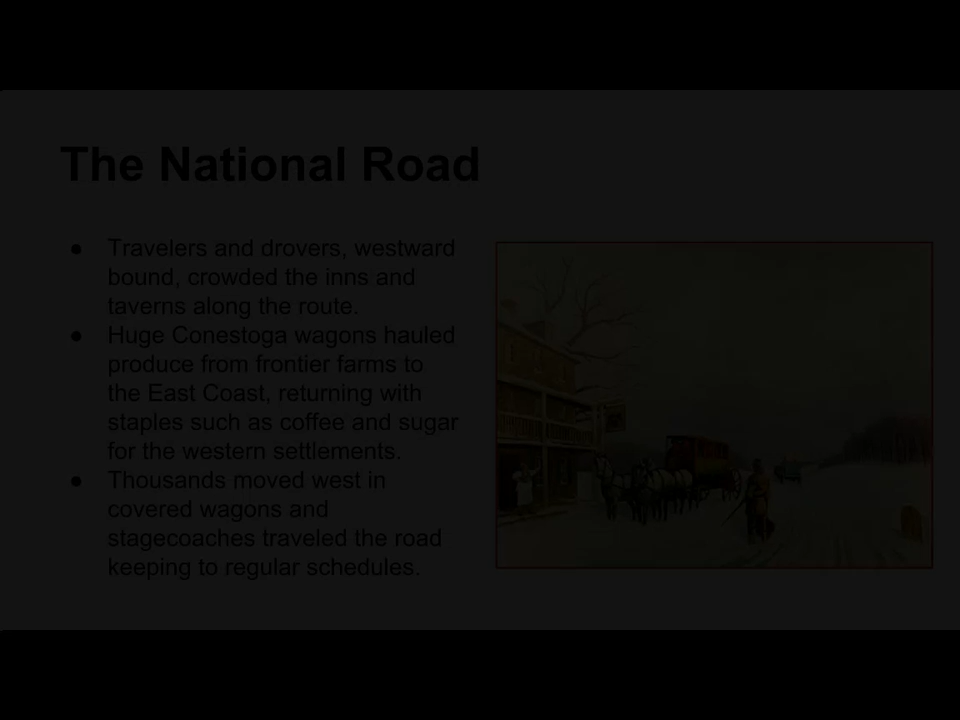 The National Road
● Travelers and drovers, westward
bound, crowded the inns and
taverns along the route.
● Huge Conestoga wagons hauled
produce from frontier farms to
the East Coast, returning with
staples such as coffee and sugar
for the western settlements.
● Thousands moved west in
covered wagons and
stagecoaches traveled the road
keeping to regular schedules.